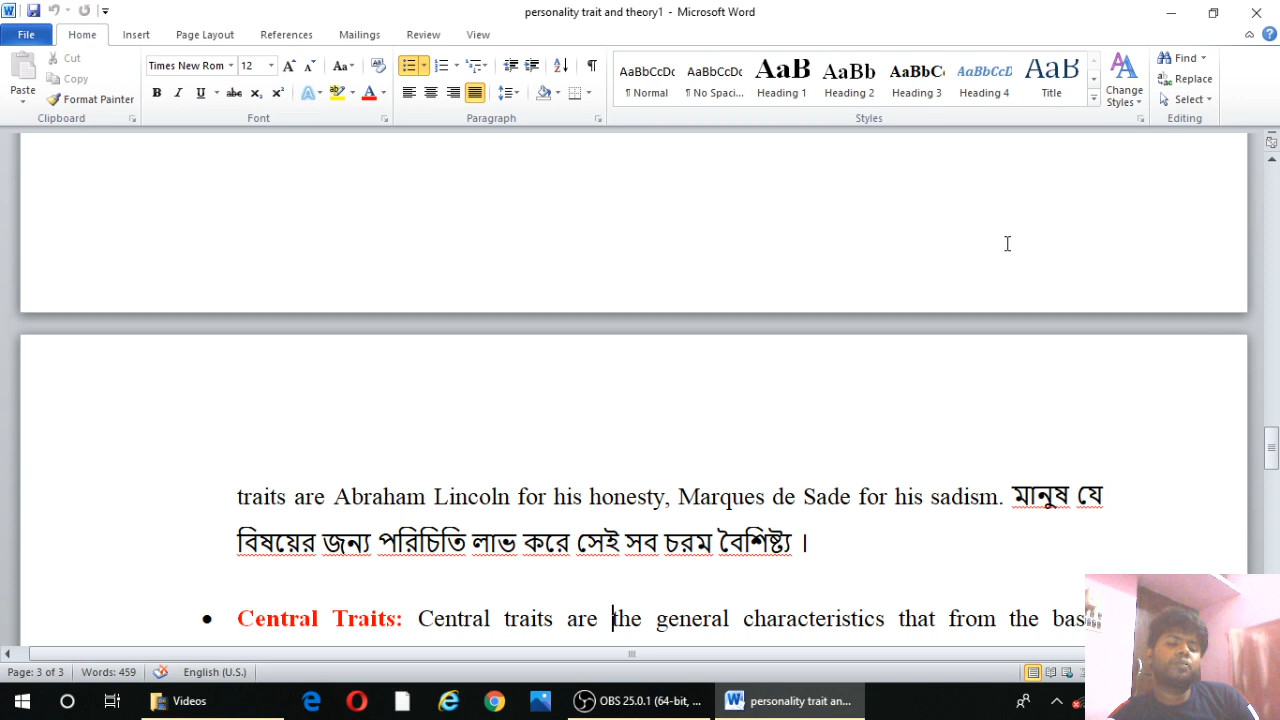 personality trait and theory1 - Microsoft Word
File Home Insert Page Layout References Mailings Review View
Paste
Cut
Copy
Format Painter
Clipboard
Times New Rom 12
Font
Paragraph
AaBbCcDc AaBbCcDc AaB AaBb AaBbC AaBbCcD AaB
¶ Normal ¶ No Spaci... Heading 1 Heading 2 Heading 3 Heading 4 Title
Styles
Change Styles
Find
Replace
Select
Editing
traits are Abraham Lincoln for his honesty, Marques de Sade for his sadism. মানুষ যে
বিষয়ের জন্য পরিচিতি লাভ করে সেই সব চরম বৈশিষ্ট্য ।
• Central Traits: Central traits are the general characteristics that from the bas
Page: 3 of 3 Words: 459 English (U.S.)
Videos OBS 25.0.1 (64-bit, ... personality trait an...